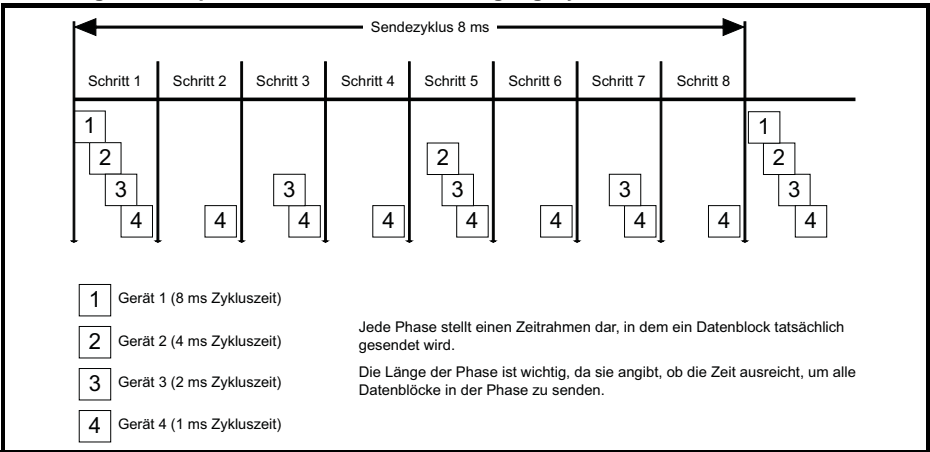 Sendezyklus 8 ms
Schritt 1 Schritt 2 Schritt 3 Schritt 4 Schritt 5 Schritt 6 Schritt 7 Schritt 8
1 1
2 2 2
3 3 3 3 3
4 4 4 4 4 4 4 4 4
1 Gerät 1 (8 ms Zykluszeit)
2 Gerät 2 (4 ms Zykluszeit)
3 Gerät 3 (2 ms Zykluszeit)
4 Gerät 4 (1 ms Zykluszeit)
Jede Phase stellt einen Zeitrahmen dar, in dem ein Datenblock tatsächlich
gesendet wird.
Die Länge der Phase ist wichtig, da sie angibt, ob die Zeit ausreicht, um alle
Datenblöcke in der Phase zu senden.